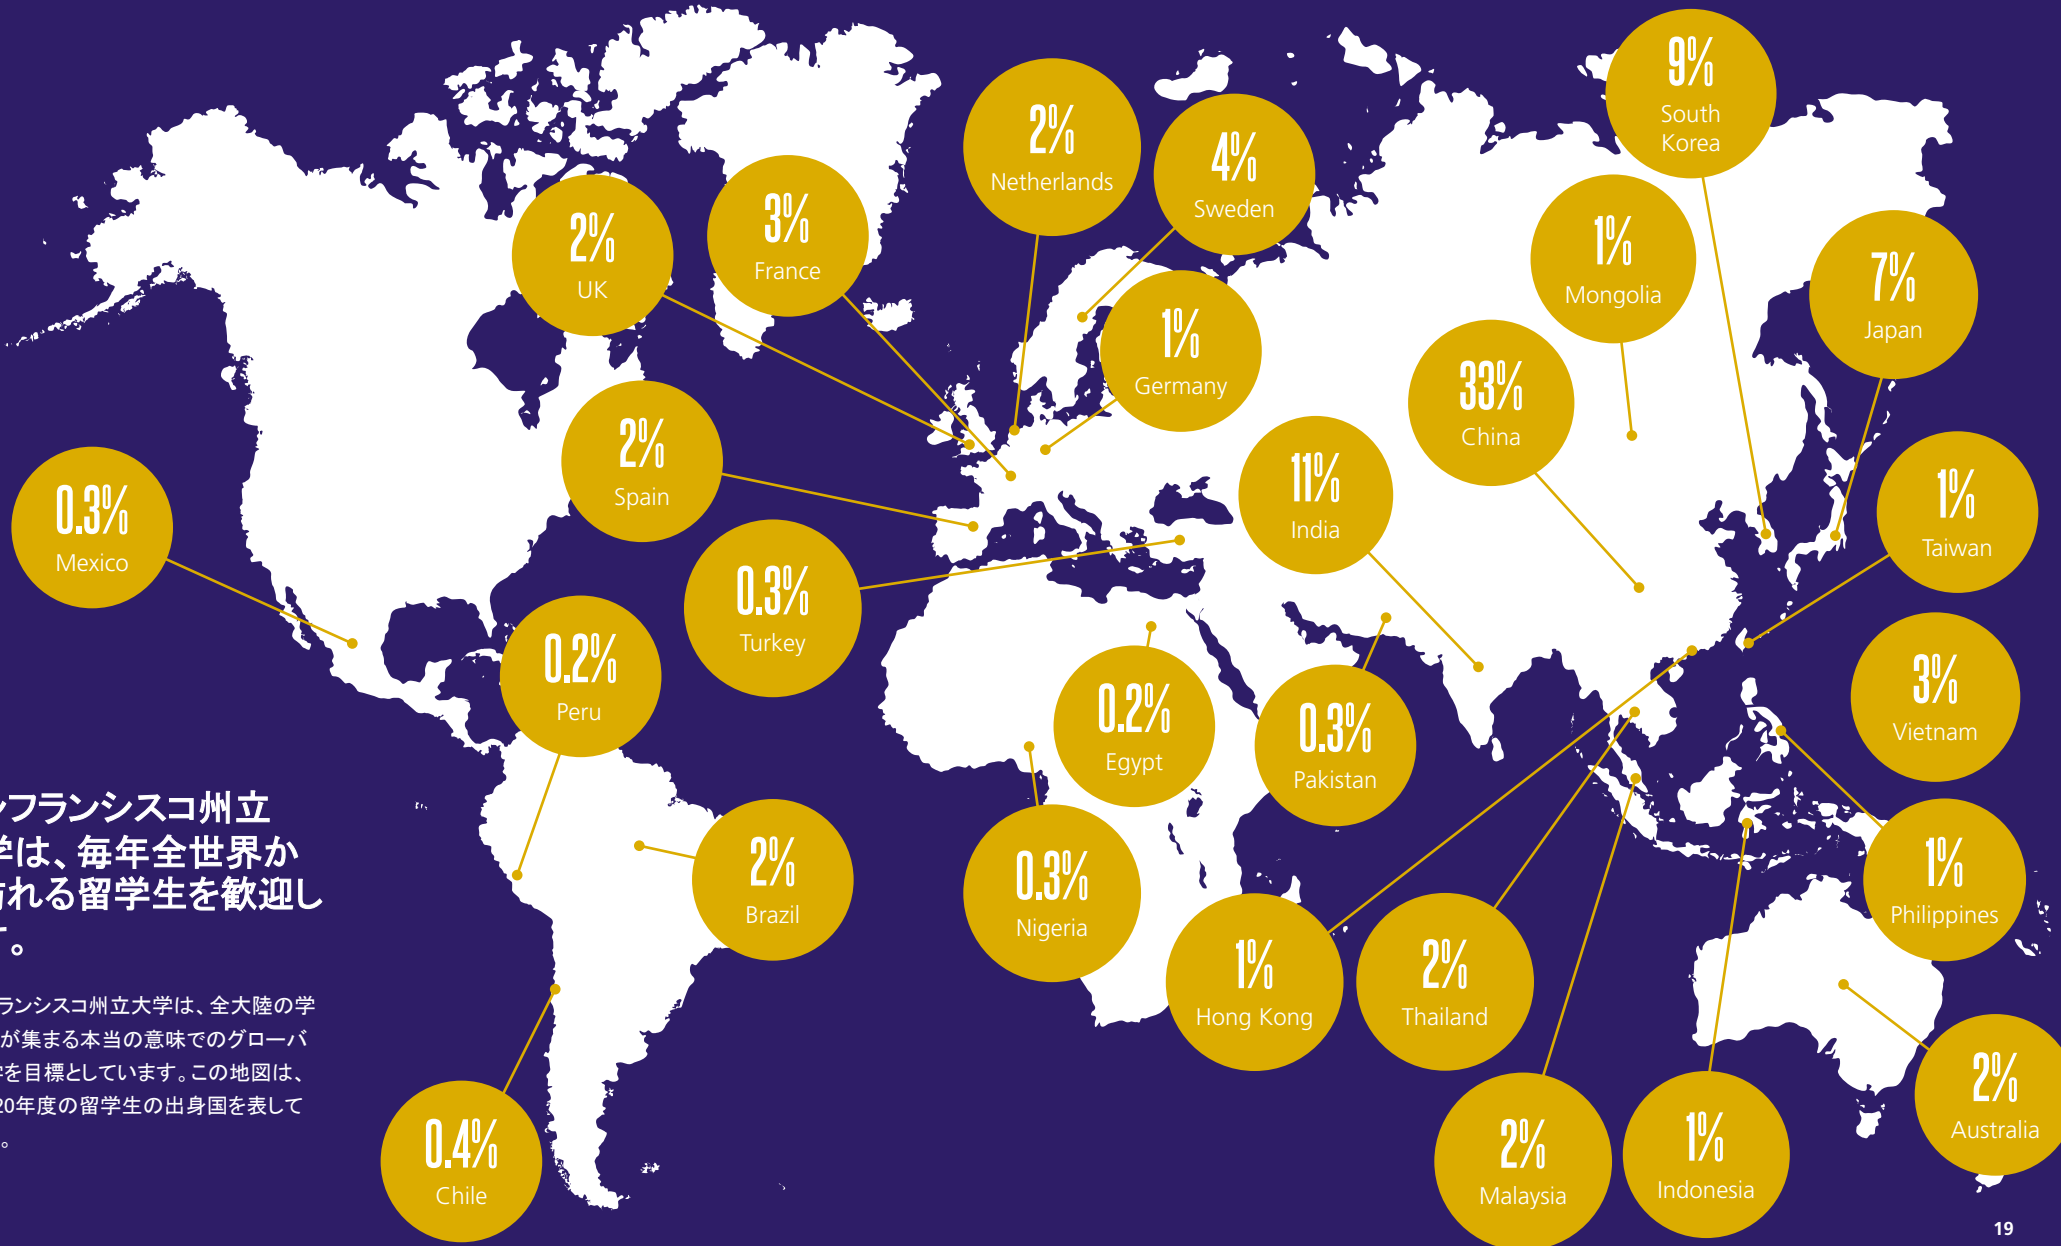 9%
South
Korea
2%
Netherlands
4%
Sweden
3%
France
2%
UK
1%
Mongolia
7%
Japan
1%
Germany
33%
China
2%
Spain
11%
India
0.3%
Mexico
1%
Taiwan
0.3%
Turkey
0.2%
Peru
3%
Vietnam
0.2%
Egypt
0.3%
Pakistan
2%
Brazil
0.3%
Nigeria
1%
Philippines
1%
Hong Kong
2%
Thailand
2%
Australia
0.4%
Chile
2%
Malaysia
1%
Indonesia
ンフランシスコ州立
学は、毎年全世界か
訪れる留学生を歓迎し
す。
ランシスコ州立大学は、全大陸の学
が集まる本当の意味でのグローバ
学を目標としています。この地図は、
20年度の留学生の出身国を表して
。
19